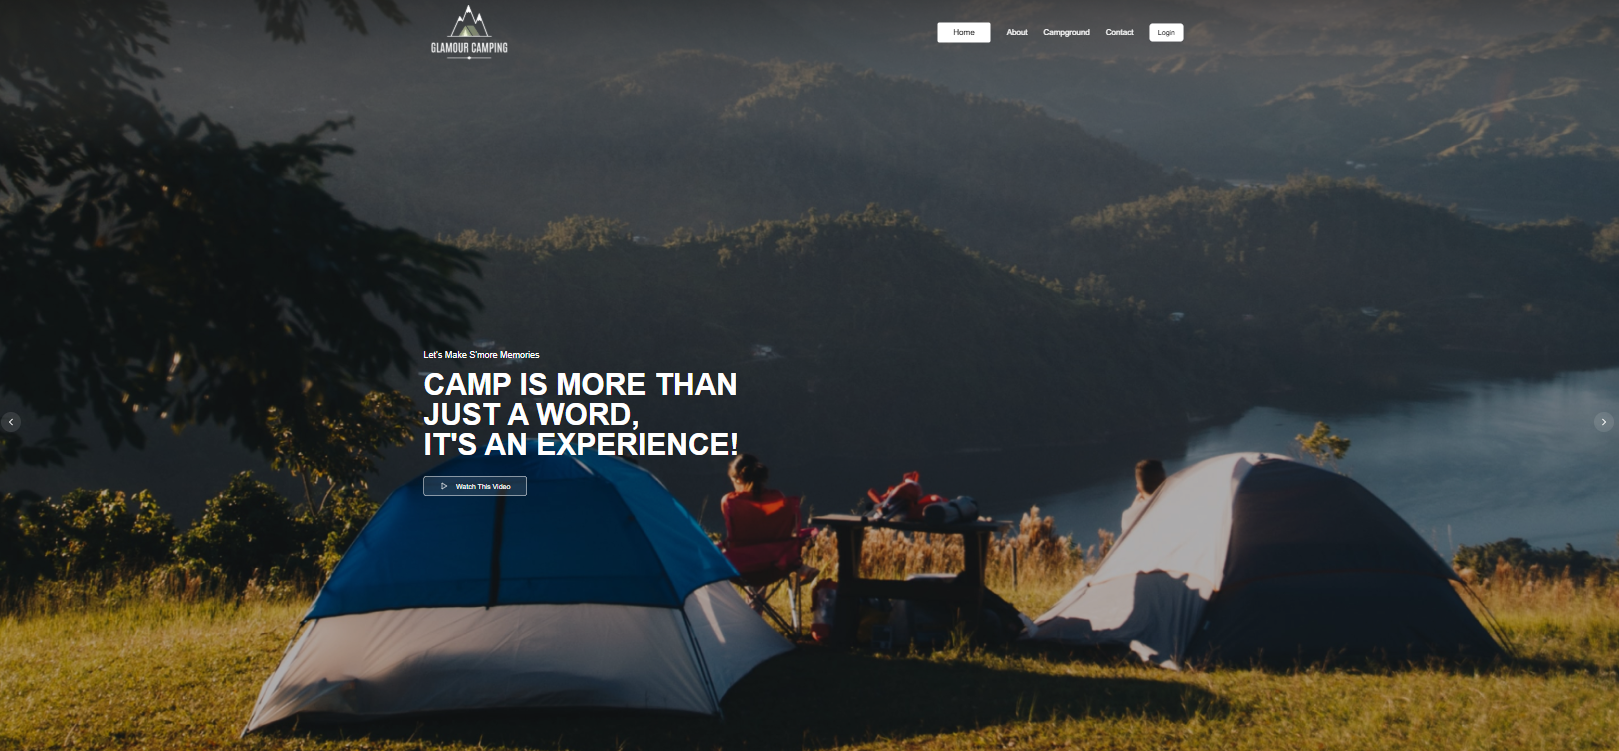 GLAMOUR CAMPING
Home
About
Campground
Contact
Login
Let's Make S'more Memories
CAMP IS MORE THAN
JUST A WORD,
IT'S AN EXPERIENCE!
Watch This Video